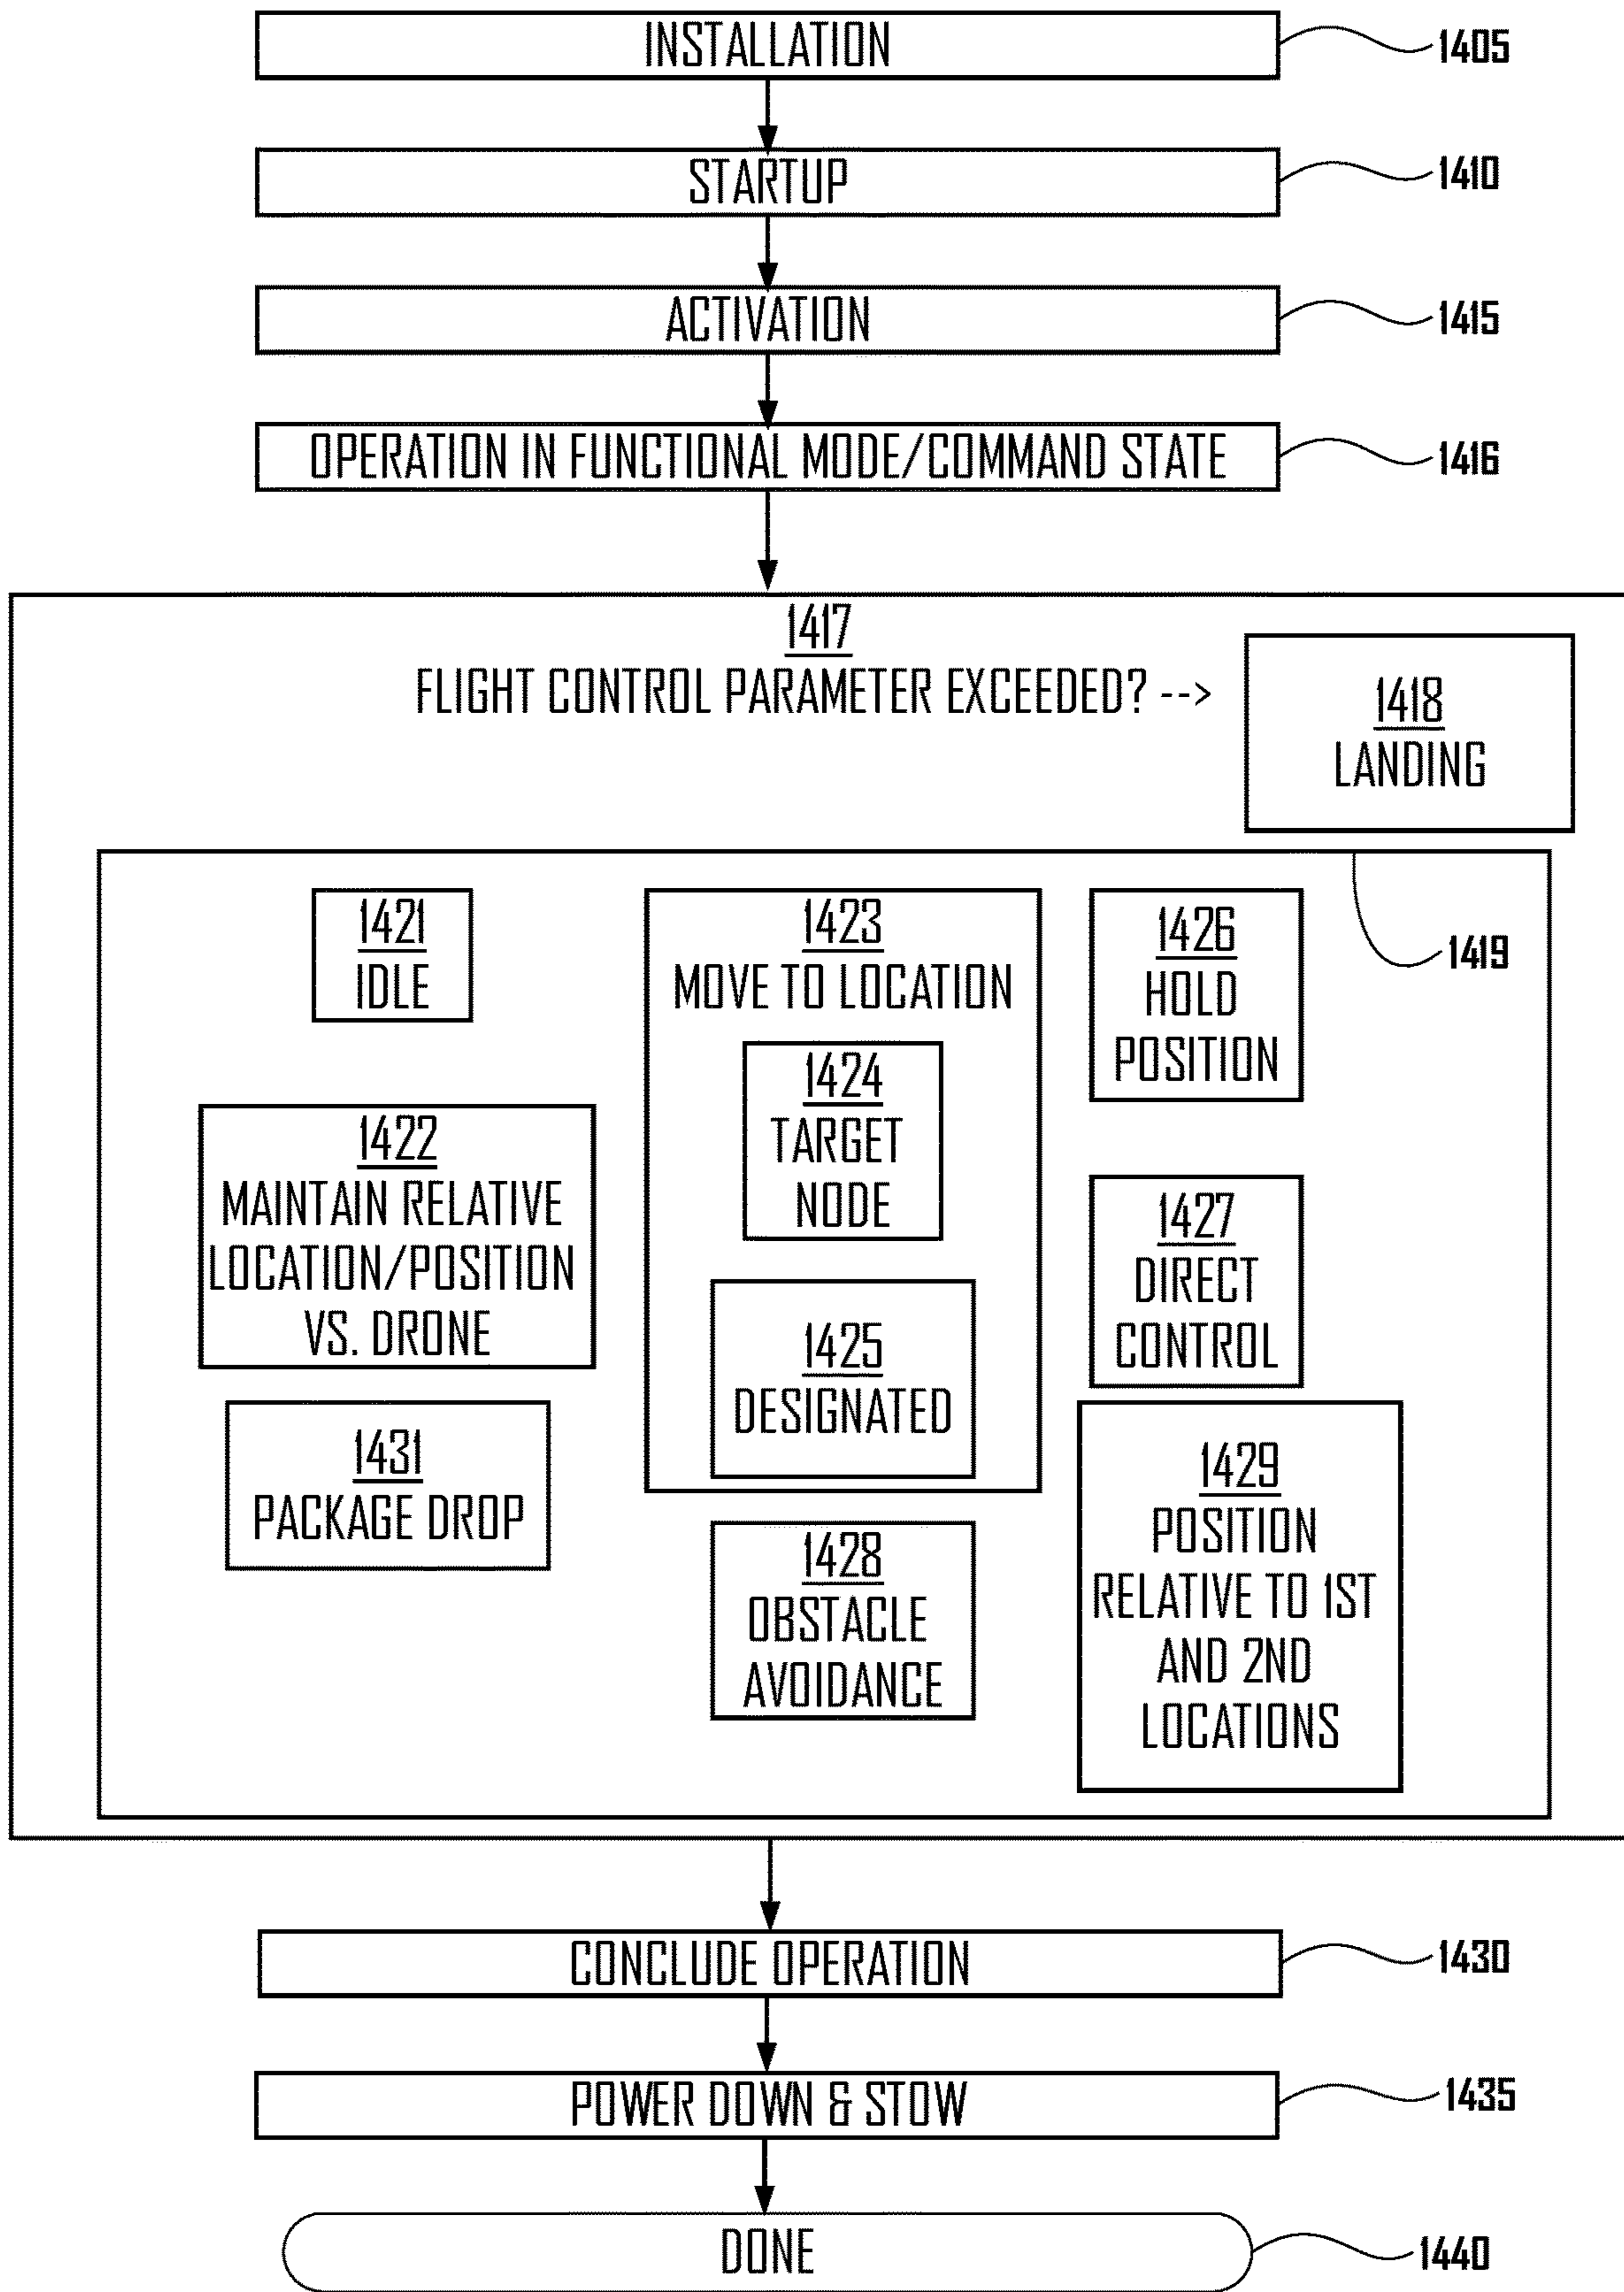 INSTALLATION
1405
STARTUP
1410
ACTIVATION
1415
OPERATION IN FUNCTIONAL MODE/COMMAND STATE
1416
1417
FLIGHT CONTROL PARAMETER EXCEEDED? -->
1418
LANDING
1419
1421
IDLE
1422
MAINTAIN RELATIVE
LOCATION/POSITION
VS. DRONE
1431
PACKAGE DROP
1423
MOVE TO LOCATION
1424
TARGET
NODE
1425
DESIGNATED
1428
OBSTACLE
AVOIDANCE
1426
HOLD
POSITION
1427
DIRECT
CONTROL
1429
POSITION
RELATIVE TO 1ST
AND 2ND
LOCATIONS
CONCLUDE OPERATION
1430
POWER DOWN & STOW
1435
DONE
1440